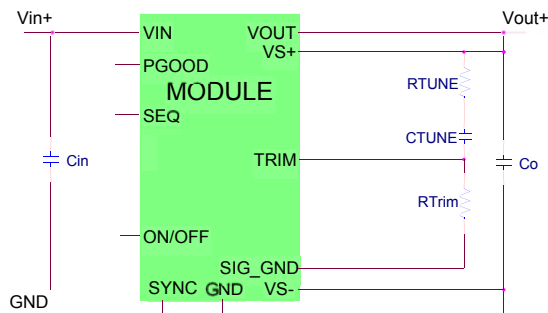 Vin+
Vout+
VIN
VOUT
VS+
PGOOD
RTUNE
MODULE
SEQ
CTUNE
TRIM
Cin
Co
RTrim
ON/OFF
SIG_GND
SYNC
GND
VS-
GND